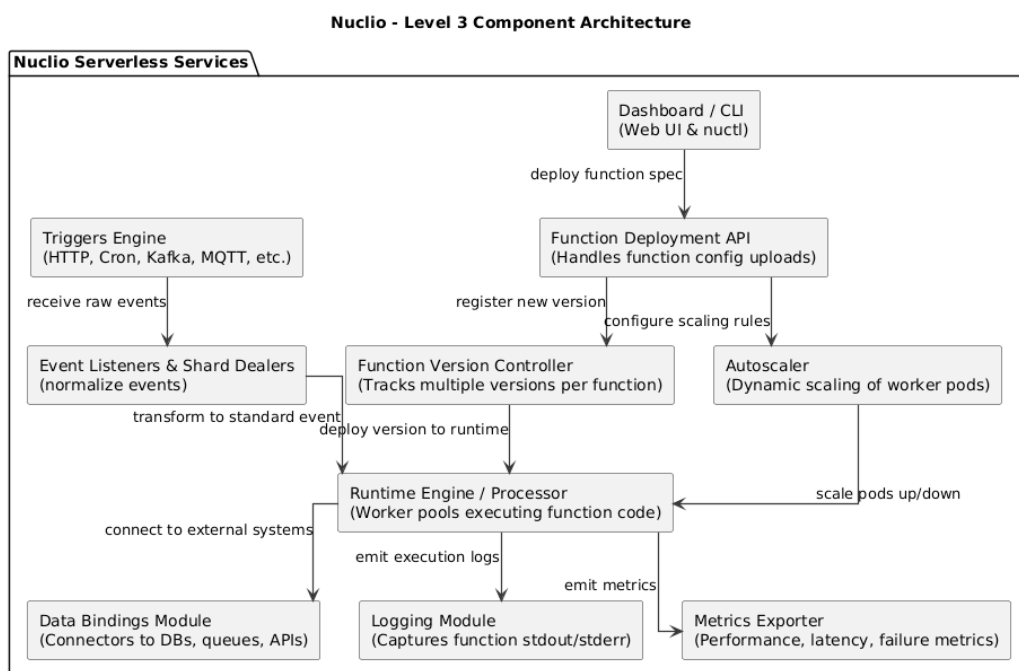 Nuclio - Level 3 Component Architecture
Nuclio Serverless Services
Dashboard / CLI
(Web UI & nuctl)
deploy function spec
Triggers Engine
(HTTP, Cron, Kafka, MQTT, etc.)
Function Deployment API
(Handles function config uploads)
receive raw events
register new version
configure scaling rules
Event Listeners & Shard Dealers
(normalize events)
Function Version Controller
(Tracks multiple versions per function)
Autoscaler
(Dynamic scaling of worker pods)
transform to standard event
deploy version to runtime
Runtime Engine / Processor
(Worker pools executing function code)
scale pods up/down
connect to external systems
emit execution logs
emit metrics
Data Bindings Module
(Connectors to DBs, queues, APIs)
Logging Module
(Captures function stdout/stderr)
Metrics Exporter
(Performance, latency, failure metrics)